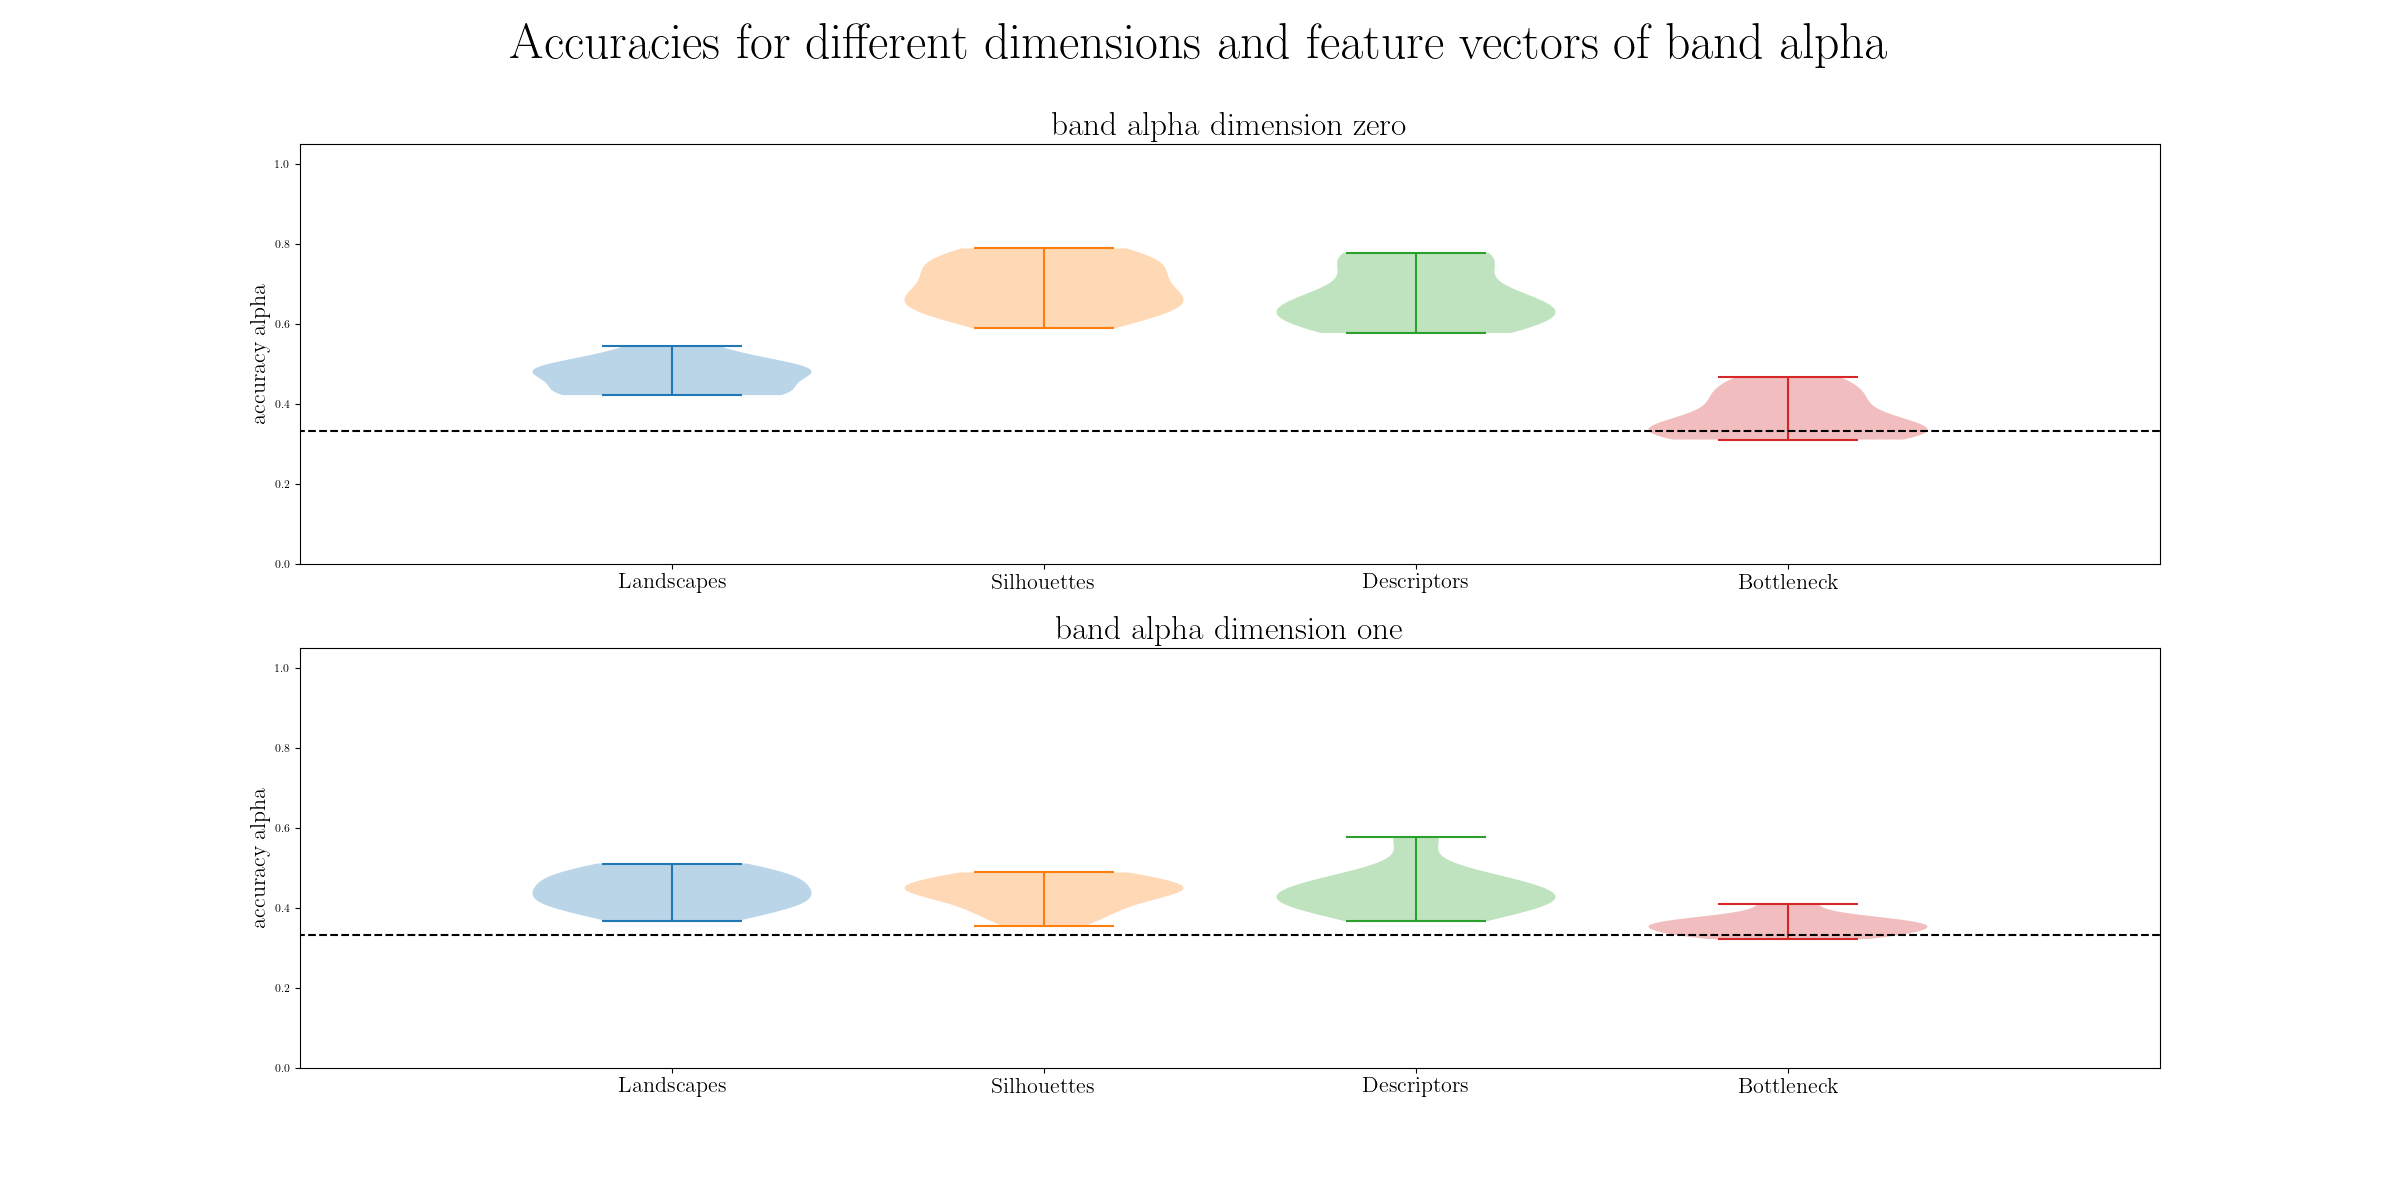 Accuracies for different dimensions and feature vectors of band alpha
band alpha dimension zero
1.0
0.8
0.6
0.4
0.2
0.0
accuracy alpha
Landscapes Silhouettes Descriptors Bottleneck
band alpha dimension one
1.0
0.8
0.6
0.4
0.2
0.0
accuracy alpha
Landscapes Silhouettes Descriptors Bottleneck